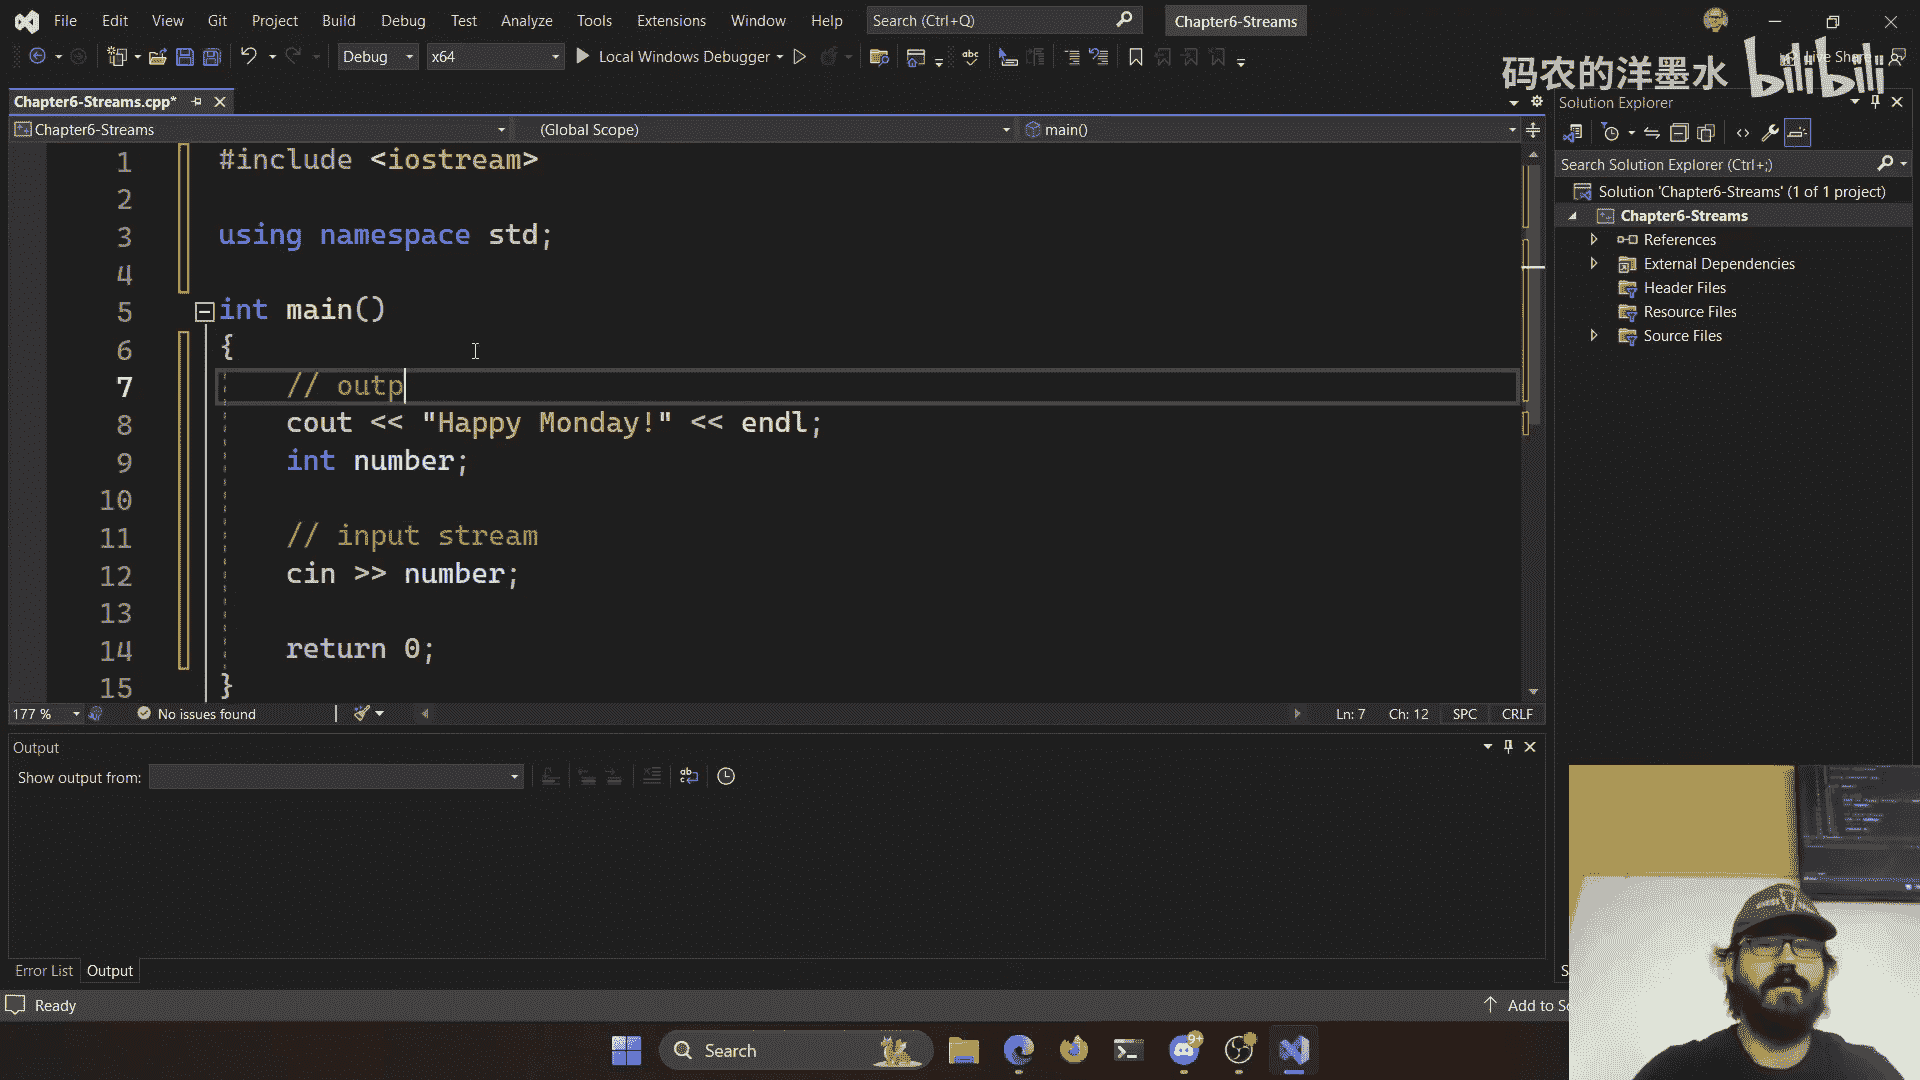 File Edit View Git Project Build Debug Test Analyze Tools Extensions Window Help Search (Ctrl+Q) Chapter6-Streams
Debug x64 Local Windows Debugger Live Share
码农的洋墨水 bilibili
Chapter6-Streams.cpp*
Chapter6-Streams (Global Scope) main()
1 #include <iostream>
2
3 using namespace std;
4
5 int main()
6 {
7 // outp
8 cout << "Happy Monday!" << endl;
9 int number;
10
11 // input stream
12 cin >> number;
13
14 return 0;
15 }
177 % No issues found Ln: 7 Ch: 12 SPC CRLF
Output
Show output from:
Error List Output
Ready
Add to So
Solution Explorer
Search Solution Explorer (Ctrl+;)
Solution 'Chapter6-Streams' (1 of 1 project)
Chapter6-Streams
References
External Dependencies
Header Files
Resource Files
Source Files
Search
9+